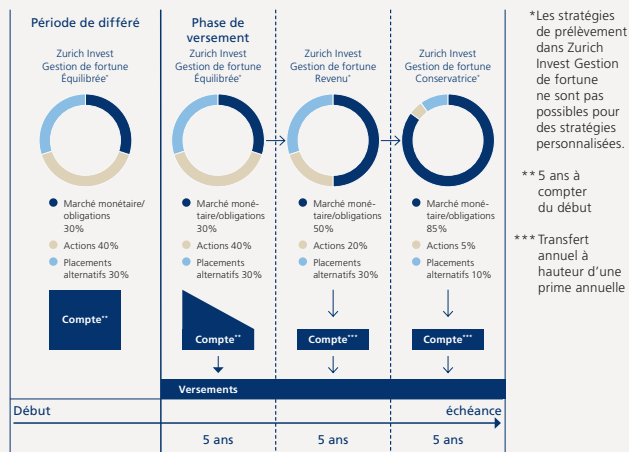 Période de différé
Zurich Invest
Gestion de fortune
Équilibrée*
Marché monétaire/
obligations
30%
Actions 40%
Placements
alternatifs 30%
Compte**
Phase de
versement
Zurich Invest
Gestion de fortune
Équilibrée*
Marché moné-
taire/obligations
30%
Actions 40%
Placements
alternatifs 30%
Compte**
Zurich Invest
Gestion de fortune
Revenu*
Marché moné-
taire/obligations
50%
Actions 20%
Placements
alternatifs 30%
Compte***
Zurich Invest
Gestion de fortune
Conservatrice*
Marché moné-
taire/obligations
85%
Actions 5%
Placements
alternatifs 10%
Compte***
Versements
Début
échéance
5 ans
5 ans
5 ans
*Les stratégies
de prélèvement
dans Zurich
Invest Gestion
de fortune
ne sont pas
possibles pour
des stratégies
personnalisées.
**5 ans à
compter
du début
***Transfert
annuel à
hauteur d’une
prime annuelle